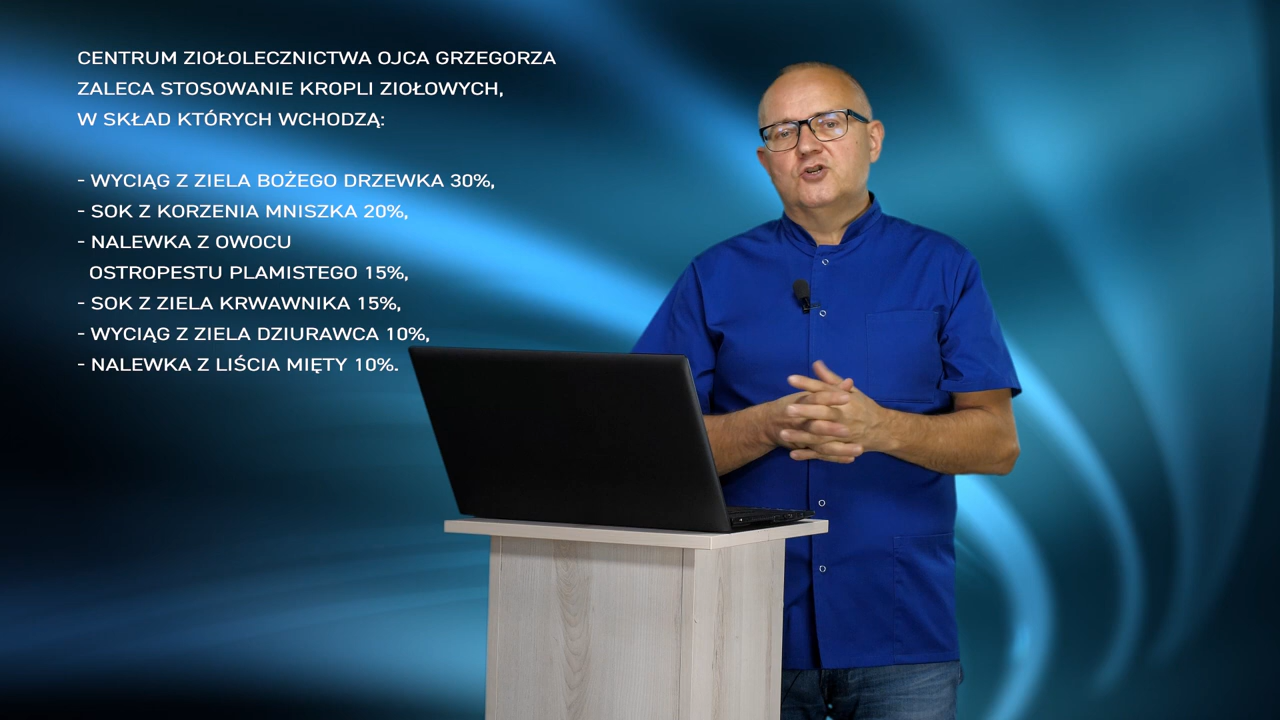 CENTRUM ZIOŁOLECZNICTWA OJCA GRZEGORZA
ZALECA STOSOWANIE KROPLI ZIOŁOWYCH,
W SKŁAD KTÓRYCH WCHODZĄ:
- WYCIĄG Z ZIELA BOŻEGO DRZEWKA 30%,
- SOK Z KORZENIA MNISZKA 20%,
- NALEWKA Z OWOCU
OSTROPESTU PLAMISTEGO 15%,
- SOK Z ZIELA KRWAWNIKA 15%,
- WYCIĄG Z ZIELA DZIURAWCA 10%,
- NALEWKA Z LIŚCIA MIĘTY 10%.